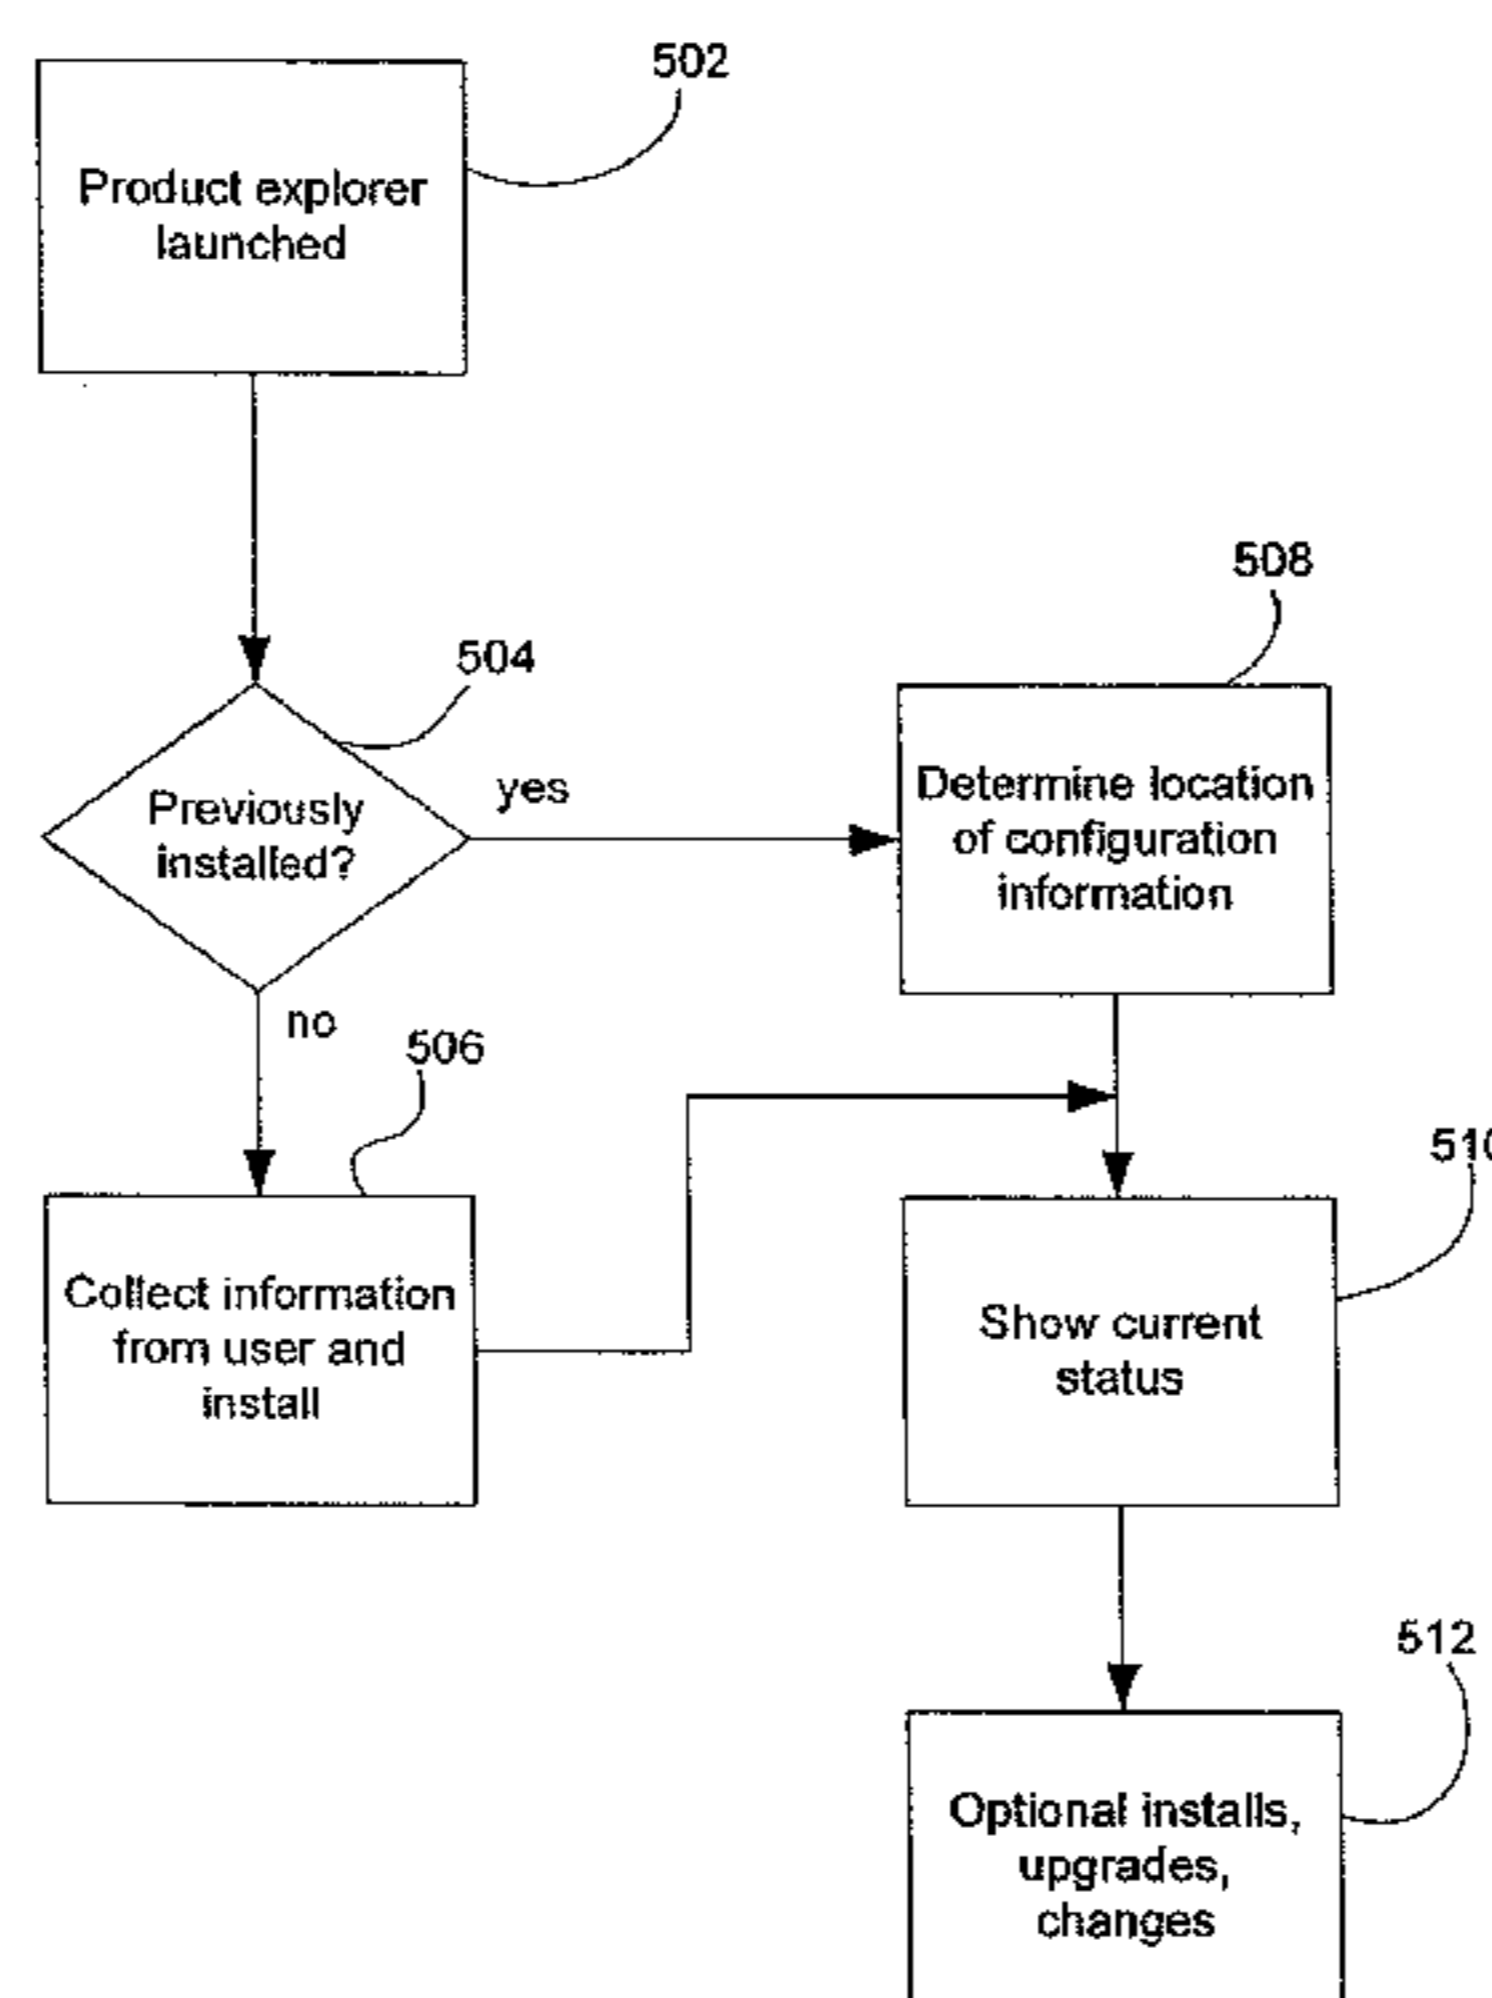 502
Product explorer
launched
508
504
yes
Previously
installed?
Determine location
of configuration
information
no
506
510
Collect information
from user and
install
Show current
status
512
Optional installs,
upgrades,
changes